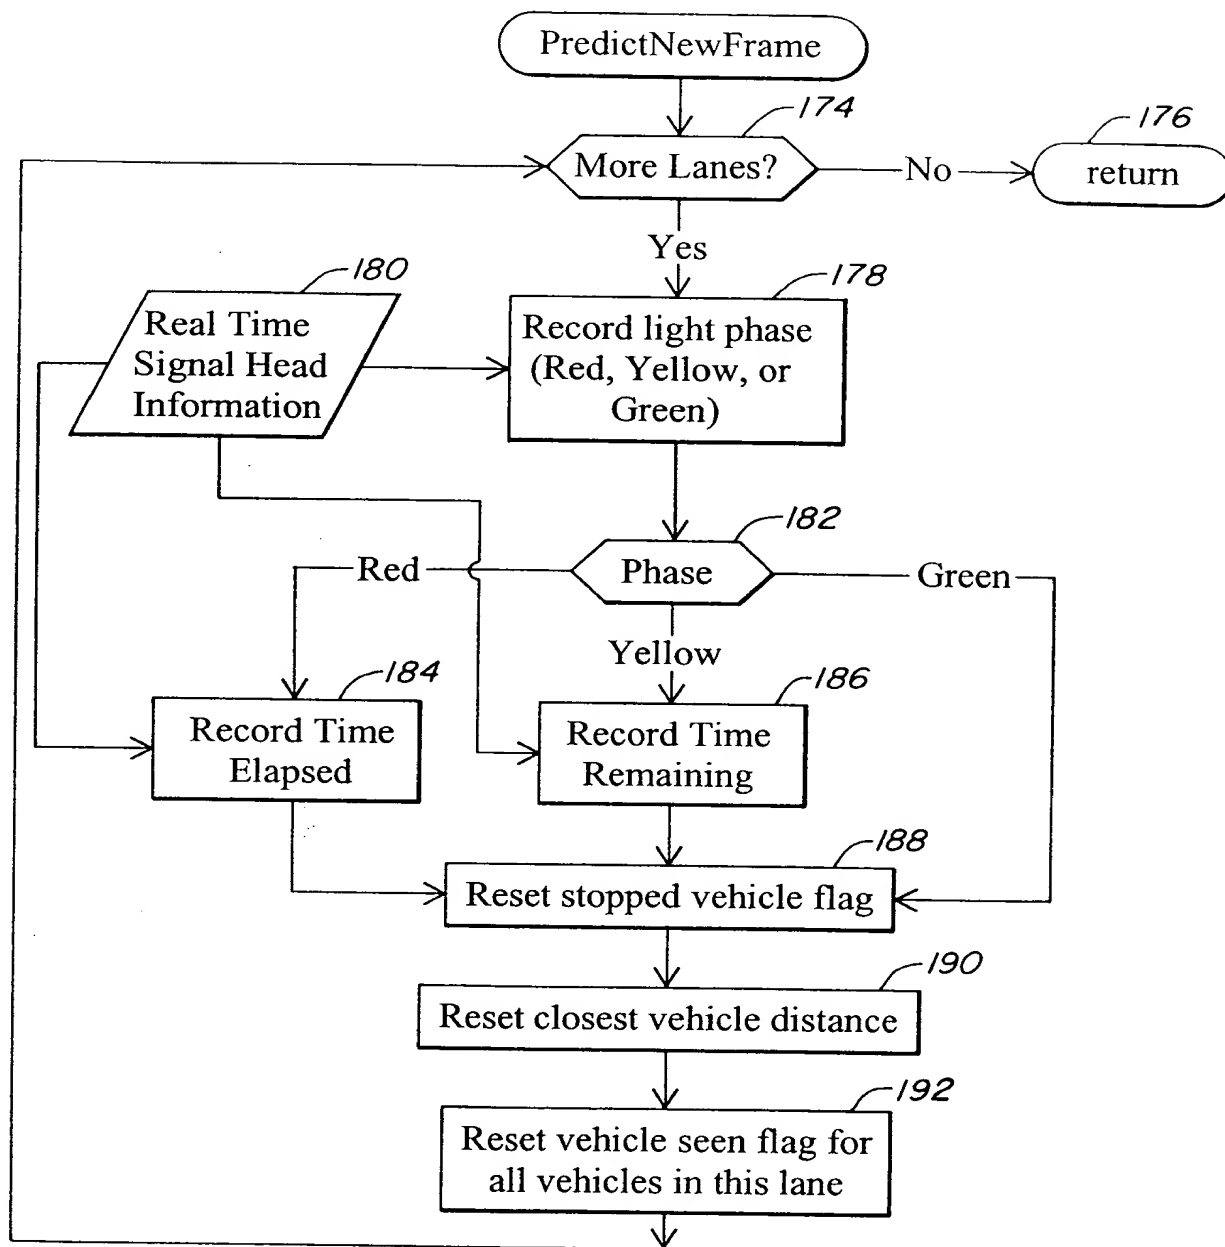 PredictNewFrame
174
More Lanes?
No
176
return
Yes
180
Real Time
Signal Head
Information
178
Record light phase
(Red, Yellow, or
Green)
182
Phase
Red
Green
Yellow
184
Record Time
Elapsed
186
Record Time
Remaining
188
Reset stopped vehicle flag
190
Reset closest vehicle distance
192
Reset vehicle seen flag for
all vehicles in this lane